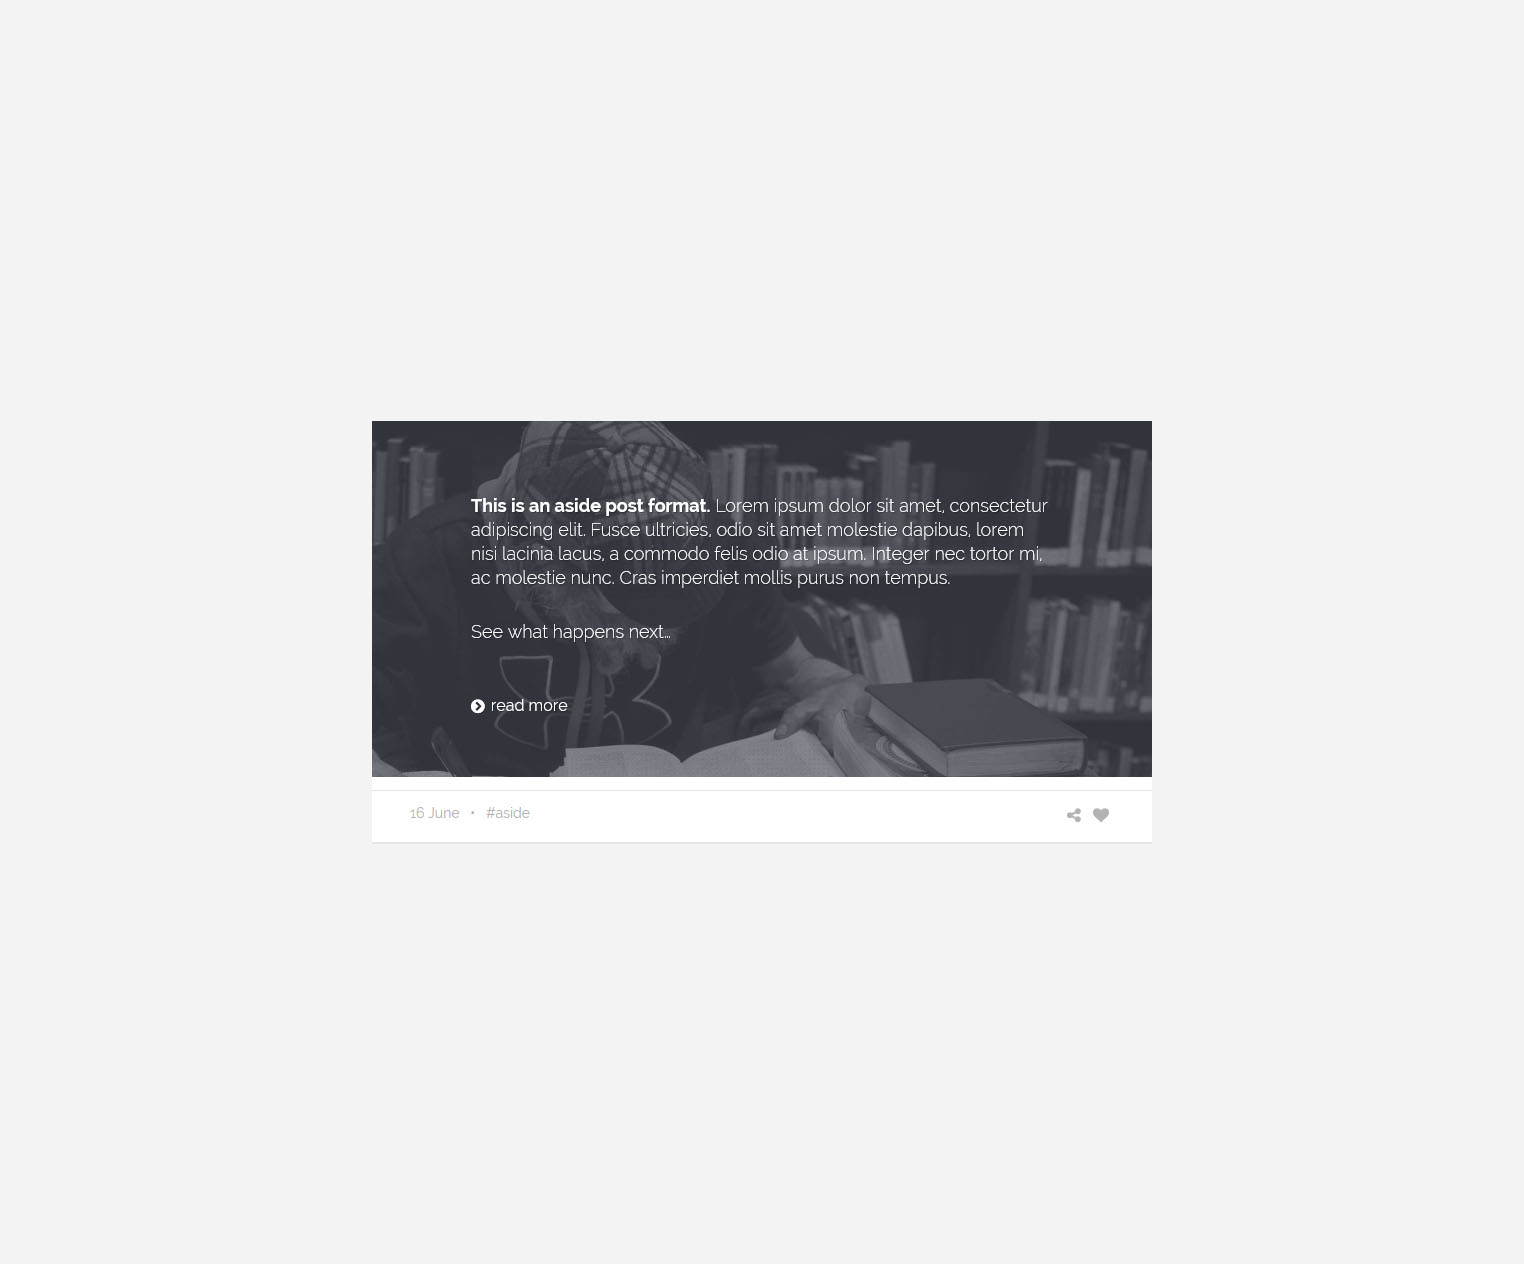 This is an aside post format. Lorem ipsum dolor sit amet, consectetur
adipiscing elit. Fusce ultricies, odio sit amet molestie dapibus, lorem
nisi lacinia lacus, a commodo felis odio at ipsum. Integer nec tortor mi,
ac molestie nunc. Cras imperdiet mollis purus non tempus.
See what happens next...
read more
16 June • #aside